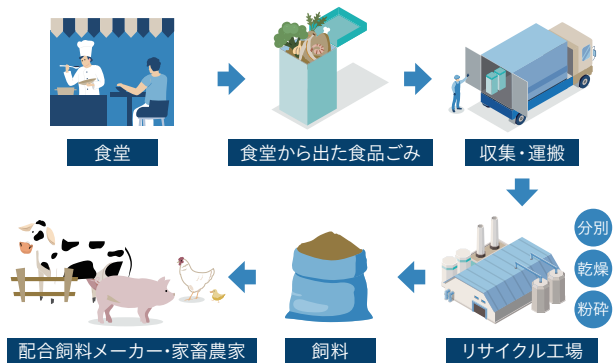 食堂
食堂から出た食品ごみ
収集・運搬
分別
乾燥
粉砕
リサイクル工場
飼料
配合飼料メーカー・家畜農家